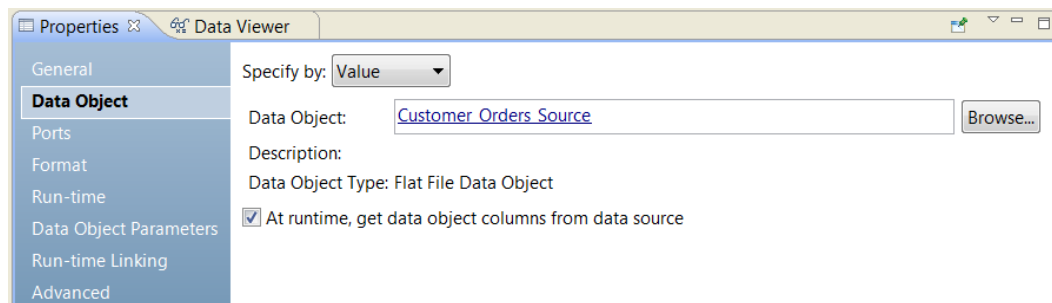 Properties Data Viewer
General
Data Object
Ports
Format
Run-time
Data Object Parameters
Run-time Linking
Advanced
Specify by: Value
Data Object: Customer_Orders_Source Browse...
Description:
Data Object Type: Flat File Data Object
At runtime, get data object columns from data source